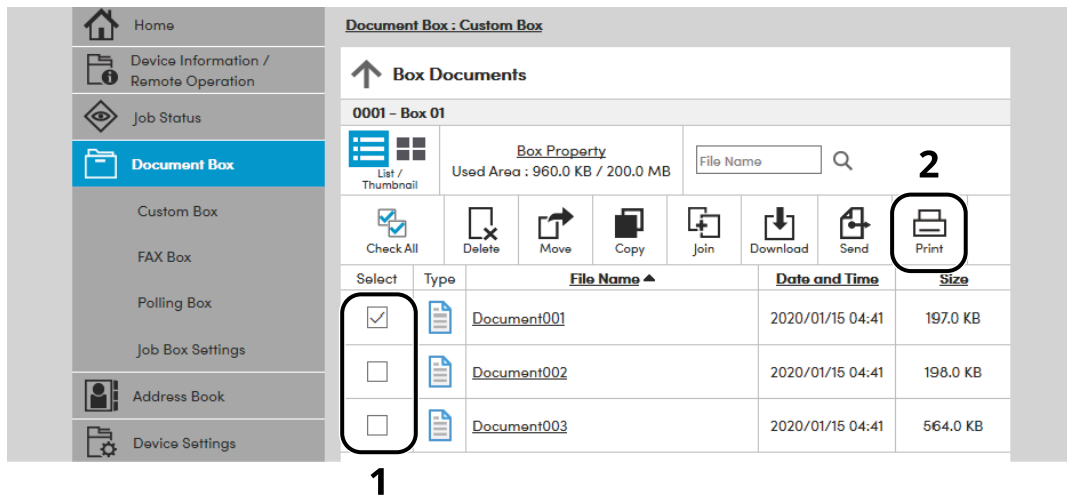 Home
Device Information /
Remote Operation
Job Status
Document Box
Custom Box
FAX Box
Polling Box
Job Box Settings
Address Book
Device Settings
Document Box : Custom Box
Box Documents
0001 - Box 01
List /
Thumbnail
Box Property
Used Area : 960.0 KB / 200.0 MB
File Name
2
Check All Delete Move Copy Join Download Send Print
Select Type File Name Date and Time Size
Document001 2020/01/15 04:41 197.0 KB
Document002 2020/01/15 04:41 198.0 KB
Document003 2020/01/15 04:41 564.0 KB
1